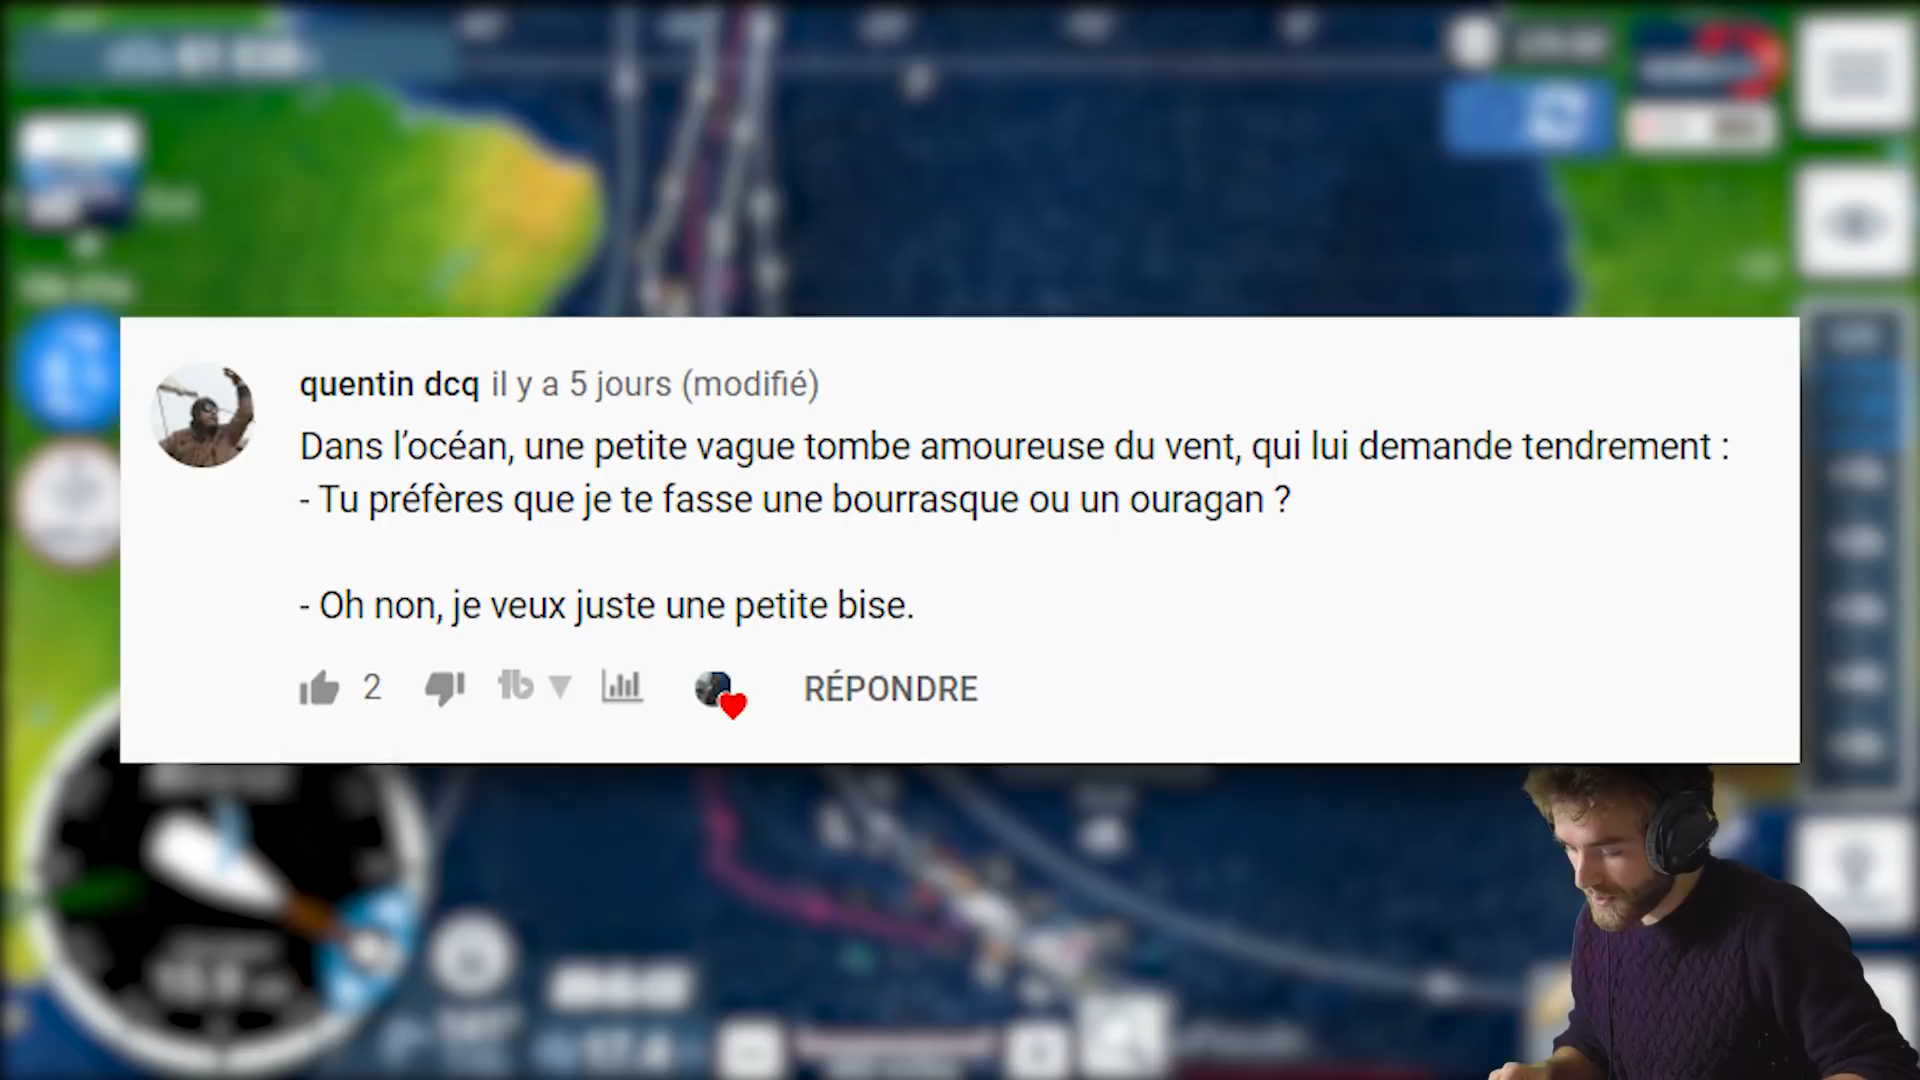 quentin dcq il y a 5 jours (modifié)
Dans l’océan, une petite vague tombe amoureuse du vent, qui lui demande tendrement :
- Tu préfères que je te fasse une bourrasque ou un ouragan ?
- Oh non, je veux juste une petite bise.
2 RÉPONDRE